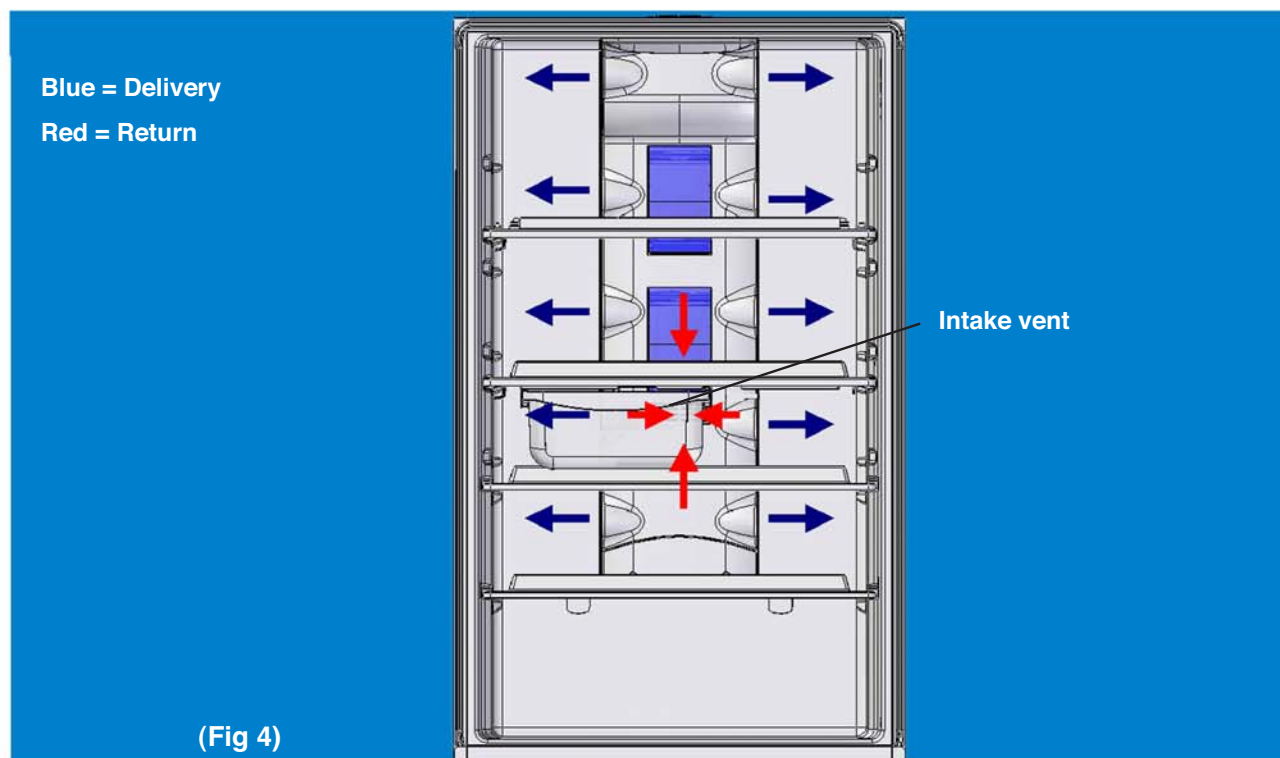 Blue = Delivery
Red = Return
Intake vent
(Fig 4)